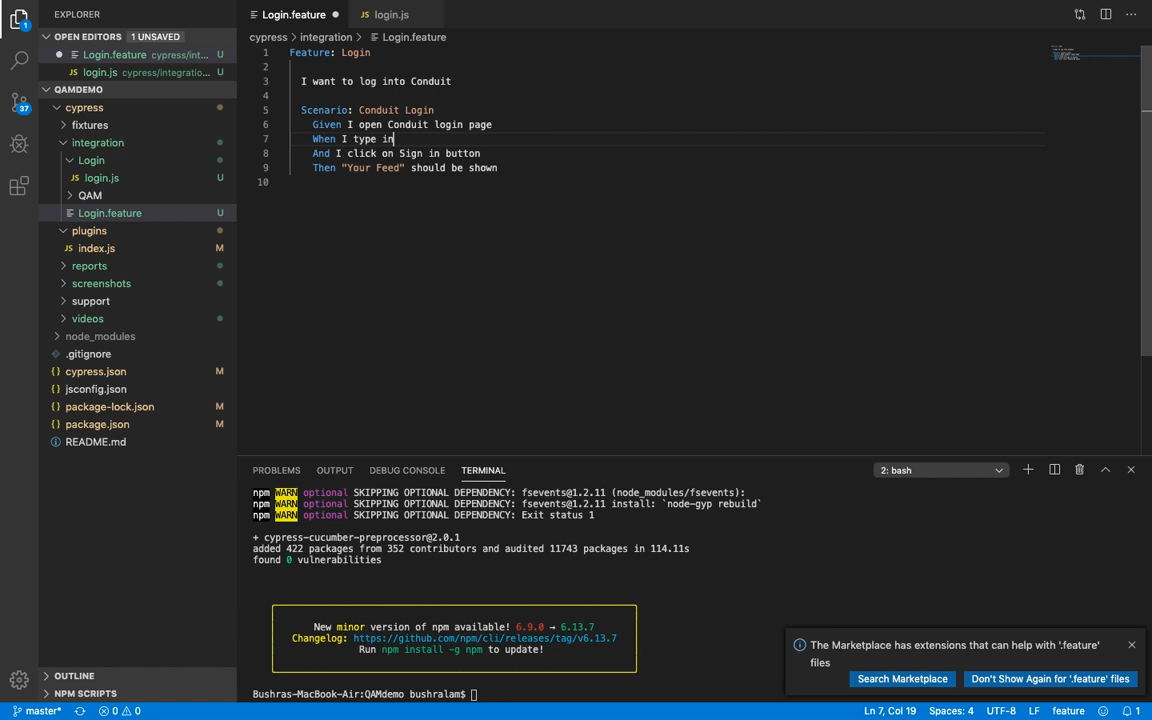 EXPLORER
Login.feature
JS login.js
OPEN EDITORS 1 UNSAVED
Login.feature cypress/int... U
JS login.js cypress/integratio... U
QAMDEMO
cypress
fixtures
integration
Login
JS login.js U
QAM
Login.feature U
plugins
JS index.js M
reports
screenshots
support
videos
node_modules
.gitignore
{} cypress.json M
jsconfig.json
{} package-lock.json M
{} package.json M
README.md
OUTLINE
NPM SCRIPTS
1
37
cypress > integration > Login.feature
1 Feature: Login
2
3 I want to log into Conduit
4
5 Scenario: Conduit Login
6 Given I open Conduit login page
7 When I type in
8 And I click on Sign in button
9 Then "Your Feed" should be shown
10
PROBLEMS OUTPUT DEBUG CONSOLE TERMINAL 2: bash
npm WARN optional SKIPPING OPTIONAL DEPENDENCY: fsevents@1.2.11 (node_modules/fsevents):
npm WARN optional SKIPPING OPTIONAL DEPENDENCY: fsevents@1.2.11 install: `node-gyp rebuild`
npm WARN optional SKIPPING OPTIONAL DEPENDENCY: Exit status 1
+ cypress-cucumber-preprocessor@2.0.1
added 422 packages from 352 contributors and audited 11743 packages in 114.11s
found 0 vulnerabilities
New minor version of npm available! 6.9.0 → 6.13.7
Changelog: https://github.com/npm/cli/releases/tag/v6.13.7
Run npm install -g npm to update!
Bushras-MacBook-Air:QAMdemo bushralam$
The Marketplace has extensions that can help with '.feature'
files
Search Marketplace Don't Show Again for '.feature' files
master* 0 0 Ln 7, Col 19 Spaces: 4 UTF-8 LF feature 1